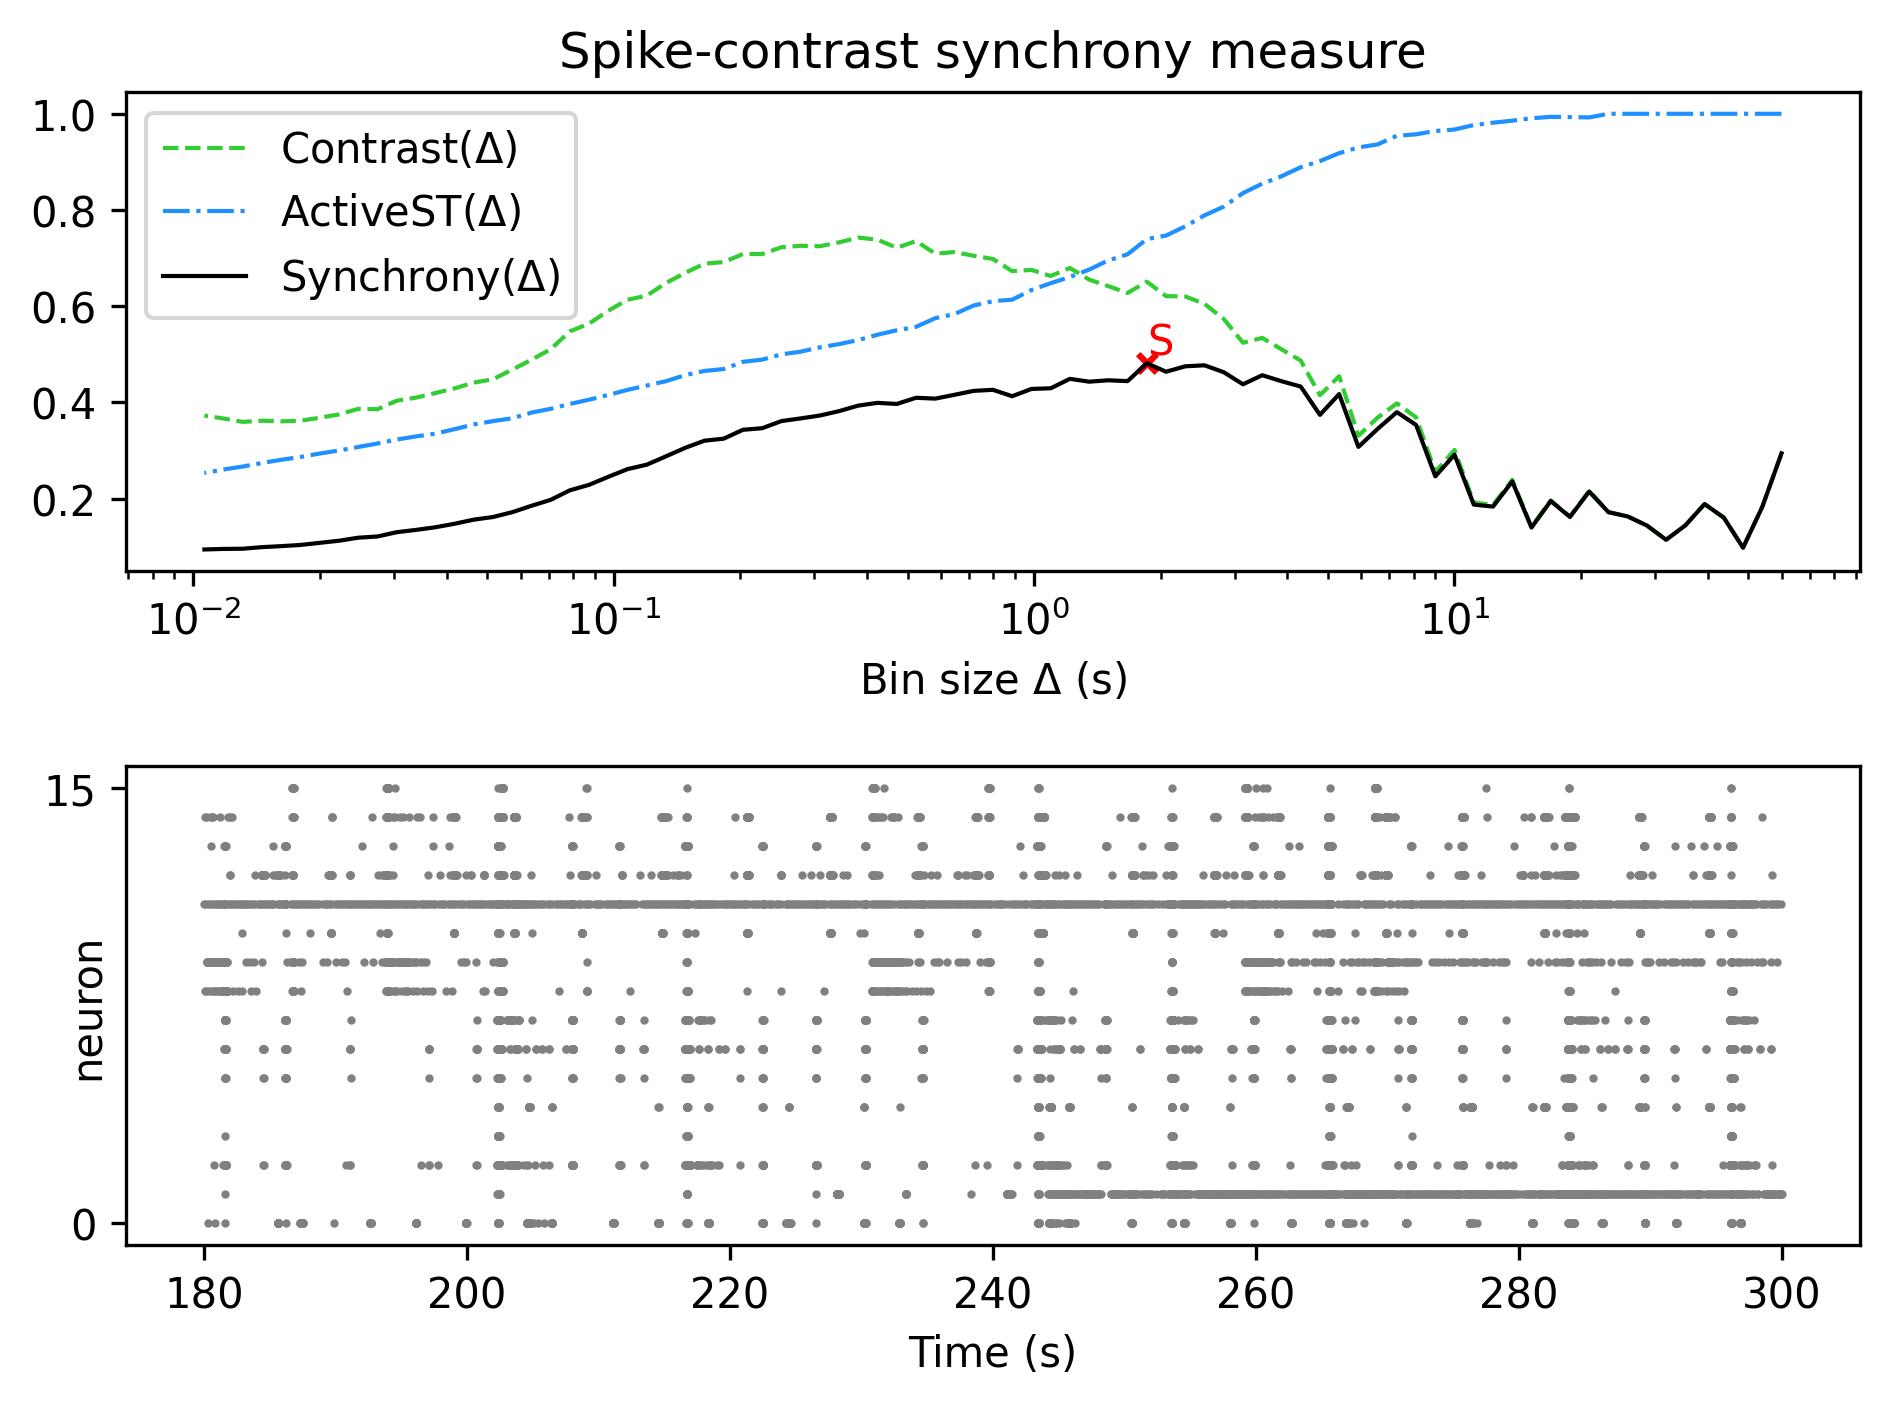 Spike-contrast synchrony measure
1.0
0.8
0.6
0.4
0.2
Contrast(Δ)
ActiveST(Δ)
Synchrony(Δ)
S
10⁻² 10⁻¹ 10⁰ 10¹
Bin size Δ (s)
15
0
neuron
180 200 220 240 260 280 300
Time (s)